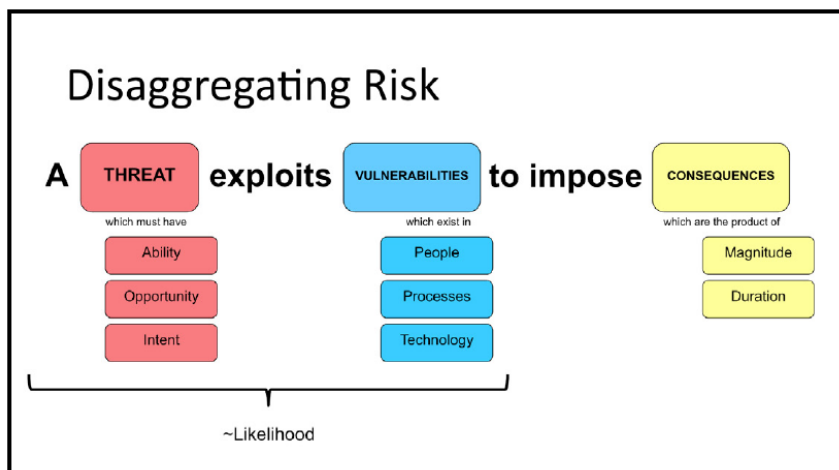 Disaggregating Risk
A THREAT exploits VULNERABILITIES to impose CONSEQUENCES
which must have
Ability
Opportunity
Intent
which exist in
People
Processes
Technology
which are the product of
Magnitude
Duration
~Likelihood